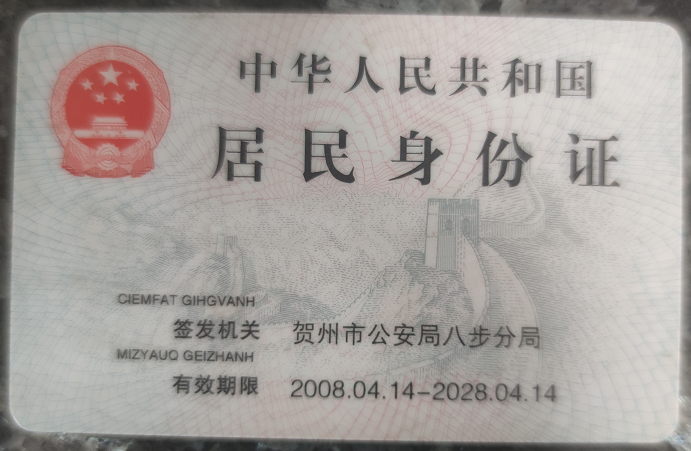 中华人民共和国
居民身份证
CIEMFAT GIHGVANH
签发机关 贺州市公安局八步分局
MIZYAUQ GEIZHANH
有效期限 2008.04.14-2028.04.14